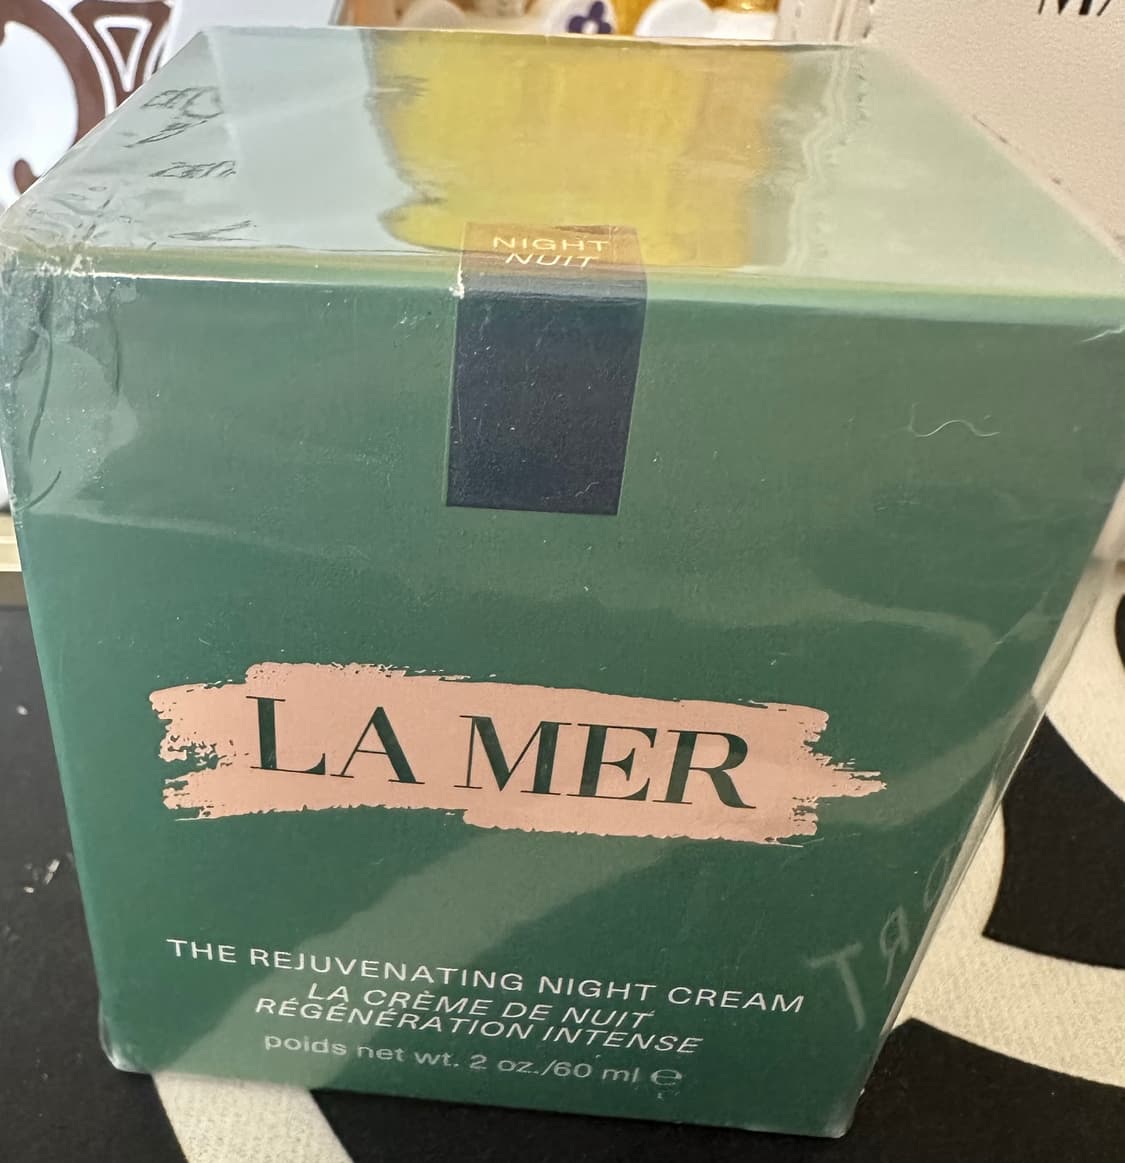 NIGHT
NUIT
LA MER
THE REJUVENATING NIGHT CREAM
LA CRÈME DE NUIT
RÉGÉNÉRATION INTENSE
poids net wt. 2 oz./60 ml ℮